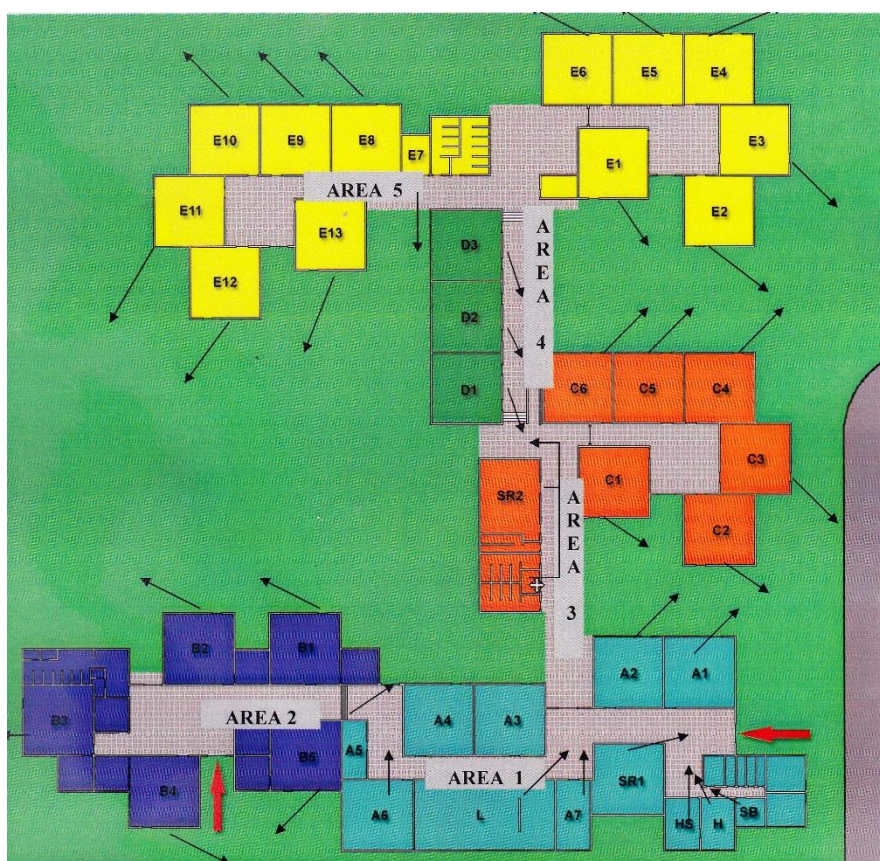 E6 E5 E4
E10 E9 E8 E7 E1 E3
AREA 5
E11 E13 E2
E12
D3
D2
D1
AREA 4
C6 C5 C4
C1 C3
C2
SR2
AREA 3
B2 B1 A2 A1
B3 AREA 2 A4 A3
A5
B5
B4
AREA 1
SR1
A6 L A7 HS H SB